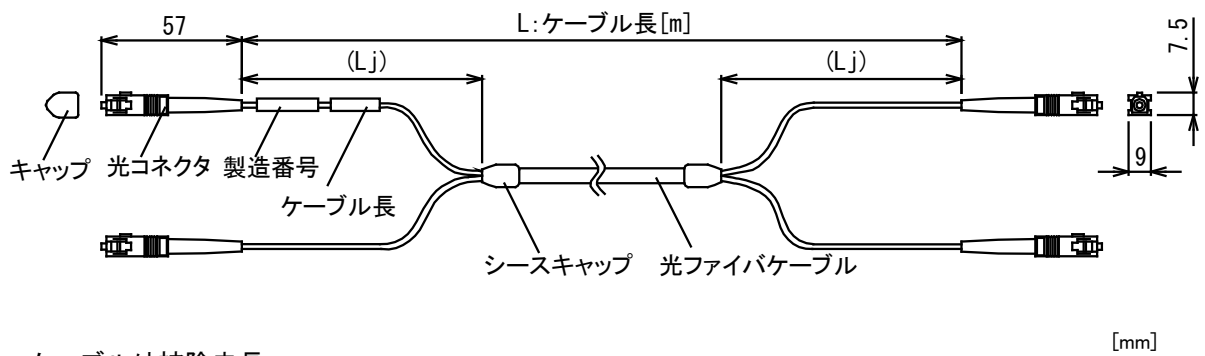 57
L:ケーブル長[m]
(Lj)
(Lj)
7.5
9
キャップ
光コネクタ
製造番号
ケーブル長
シースキャップ
光ファイバケーブル
[mm]